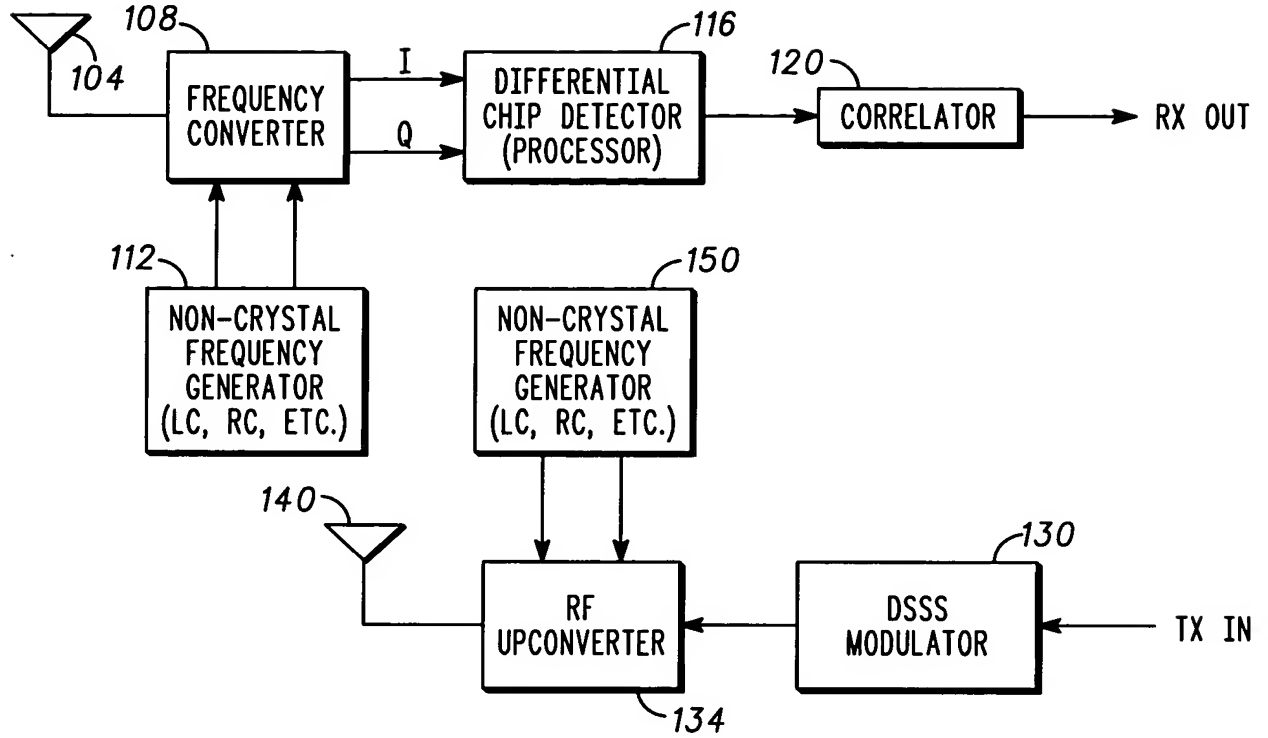 104
108
FREQUENCY
CONVERTER
I
Q
116
DIFFERENTIAL
CHIP DETECTOR
(PROCESSOR)
120
CORRELATOR
RX OUT
112
NON-CRYSTAL
FREQUENCY
GENERATOR
(LC, RC, ETC.)
150
NON-CRYSTAL
FREQUENCY
GENERATOR
(LC, RC, ETC.)
140
RF
UPCONVERTER
134
130
DSSS
MODULATOR
TX IN